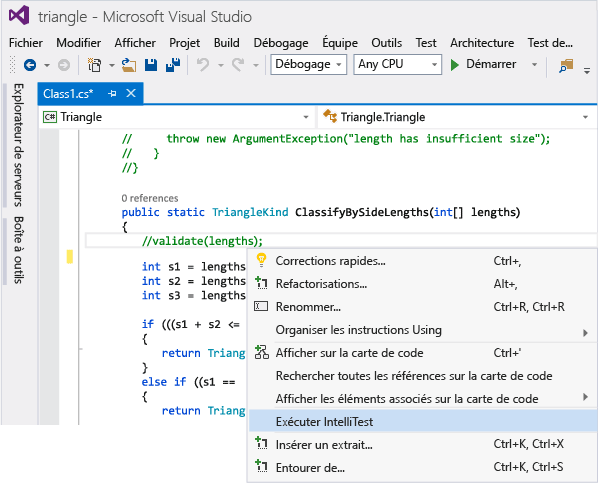 triangle - Microsoft Visual Studio
Fichier Modifier Afficher Projet Build Débogage Équipe Outils Test Architecture Test de...
Débogage Any CPU Démarrer
Explorateur de serveurs
Boîte à outils
Class1.cs*
C# Triangle Triangle.Triangle
// throw new ArgumentException("length has insufficient size");
// }
//}
0 references
public static TriangleKind ClassifyBySideLengths(int[] lengths)
{
//validate(lengths);
int s1 = lengths
int s2 = lengths
int s3 = lengths
if (((s1 + s2 <=
{
return Triang
}
else if ((s1 ==
{
return Triang
Corrections rapides... Ctrl+,
Refactorisations... Alt+,
Renommer... Ctrl+R, Ctrl+R
Organiser les instructions Using
Afficher sur la carte de code Ctrl+'
Rechercher toutes les références sur la carte de code
Afficher les éléments associés sur la carte de code
Exécuter IntelliTest
Insérer un extrait... Ctrl+K, Ctrl+X
Entourer de... Ctrl+K, Ctrl+S